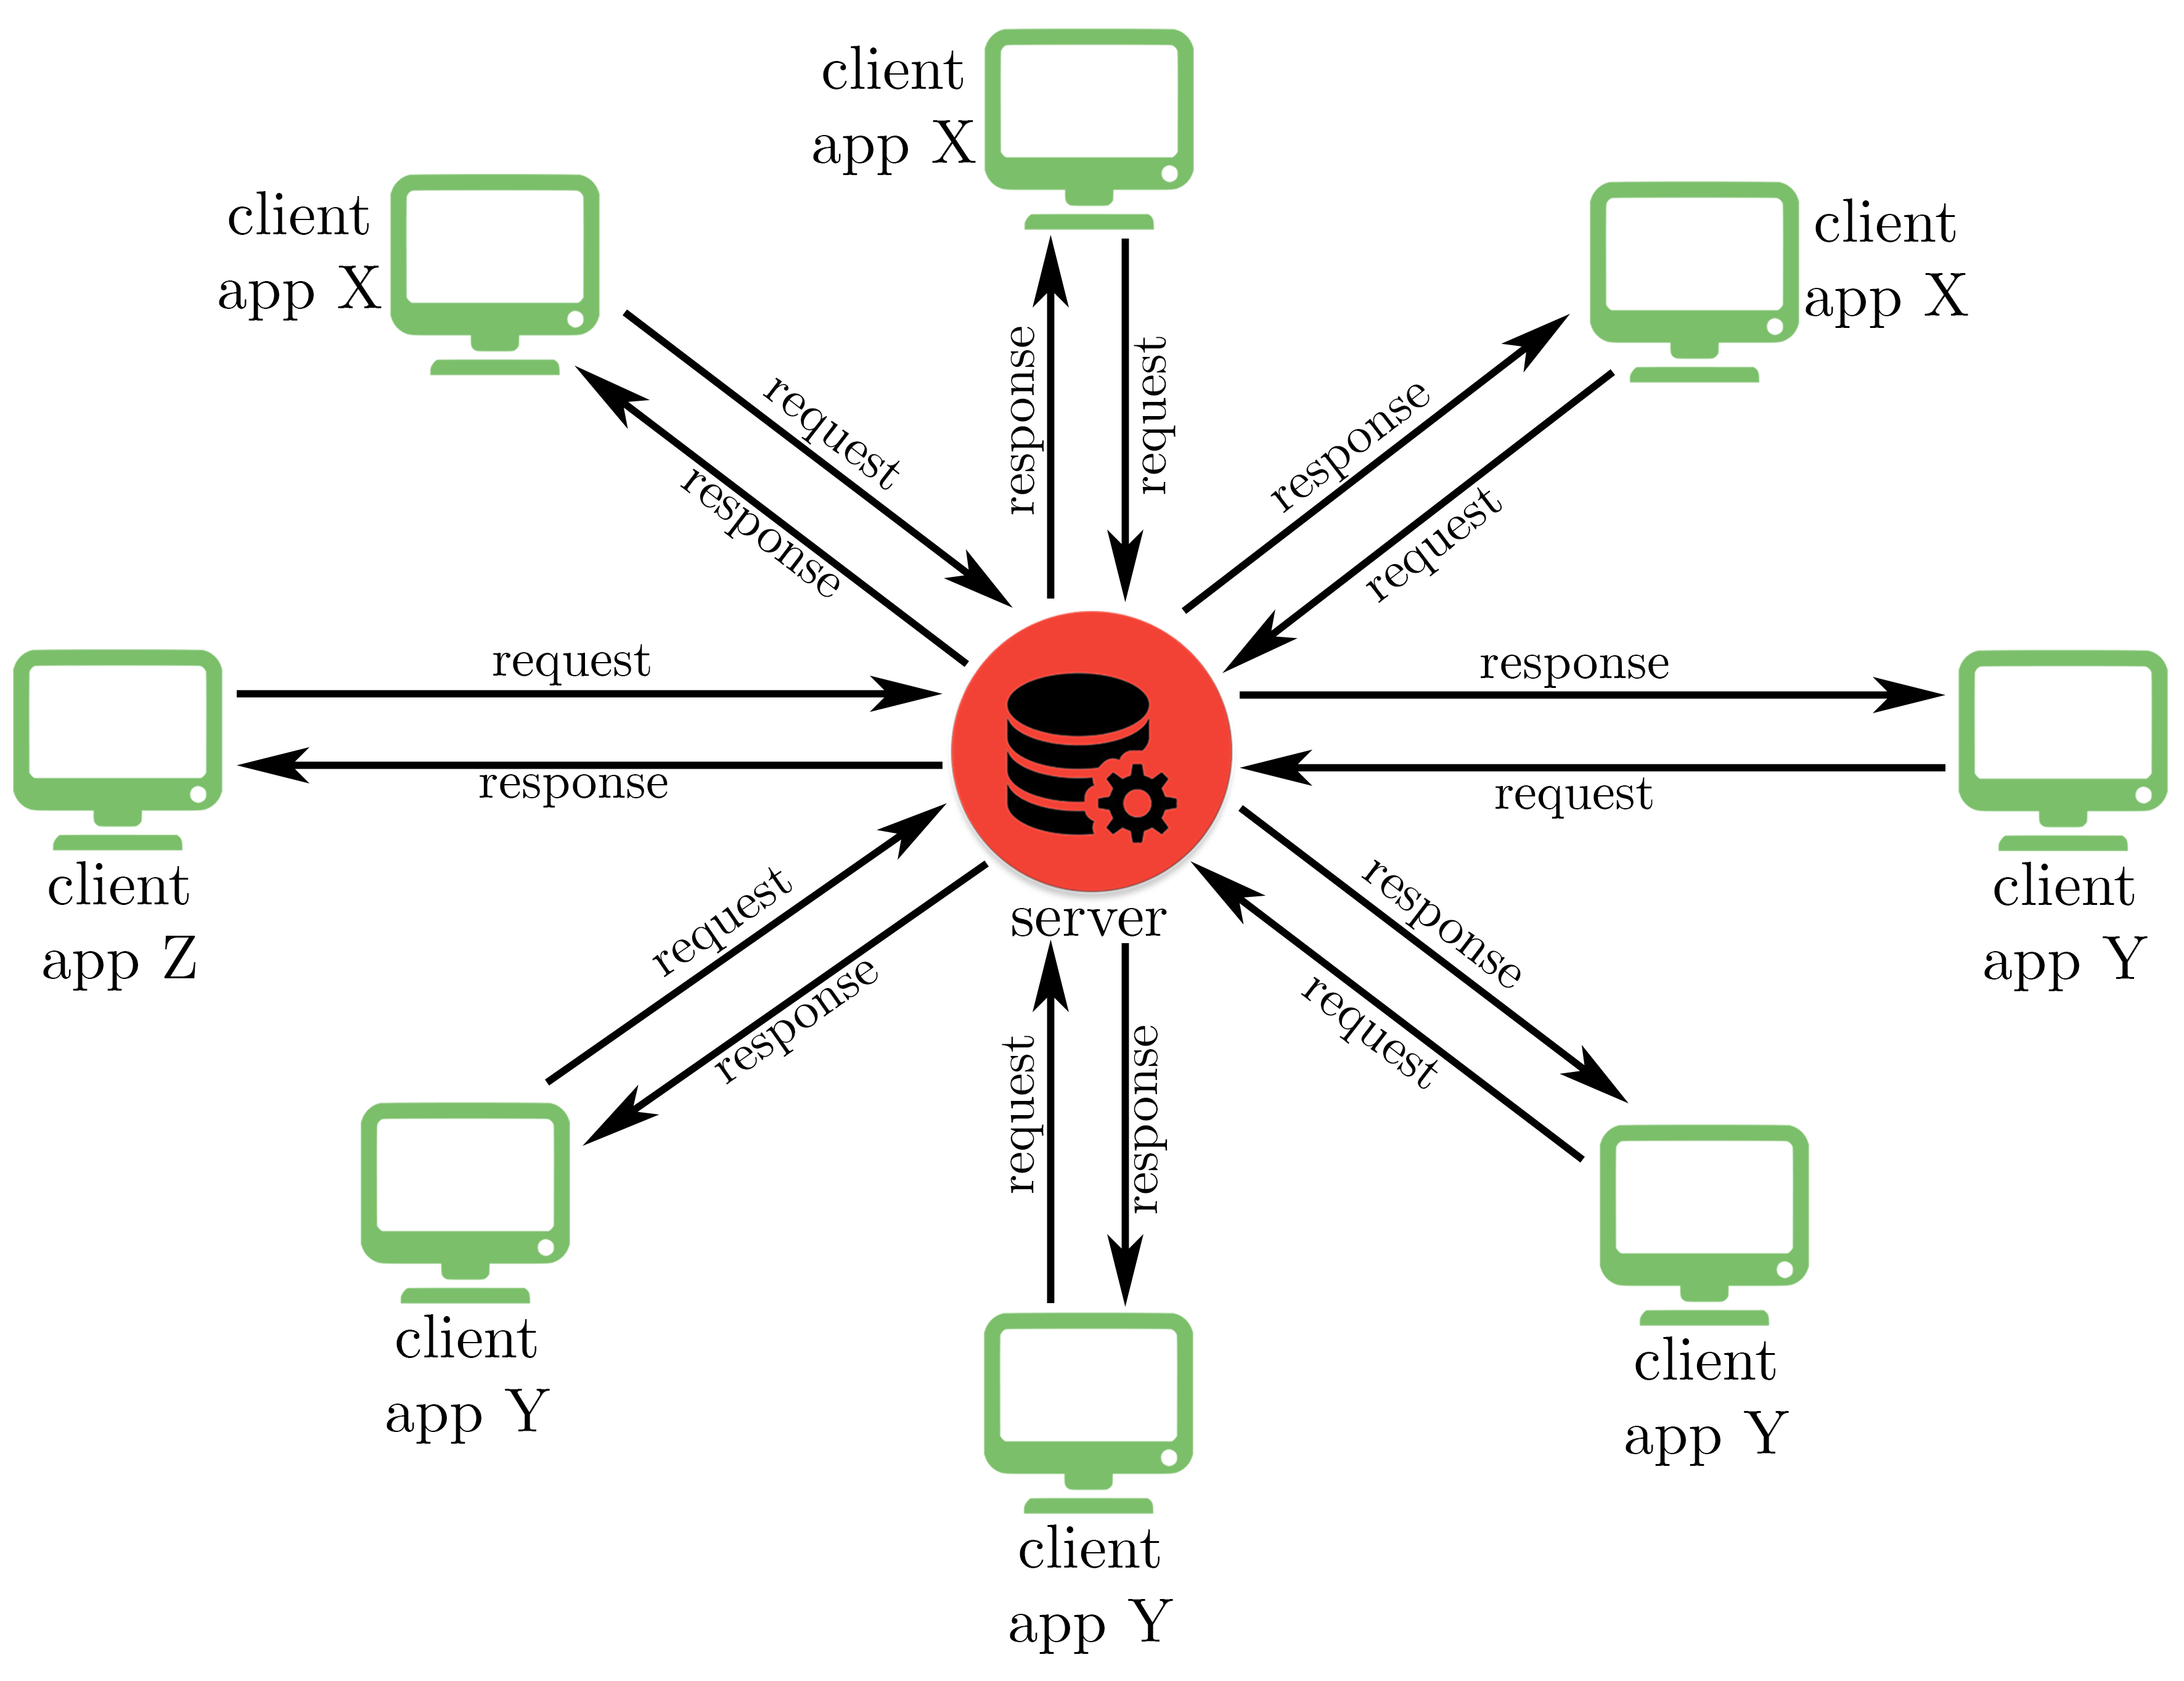 client
app X
client
app X
client
app X
response
request
request
response
response
request
request
response
response
request
server
client
app Z
client
app Y
request
response
response
request
request
response
client
app Y
client
app Y
client
app Y